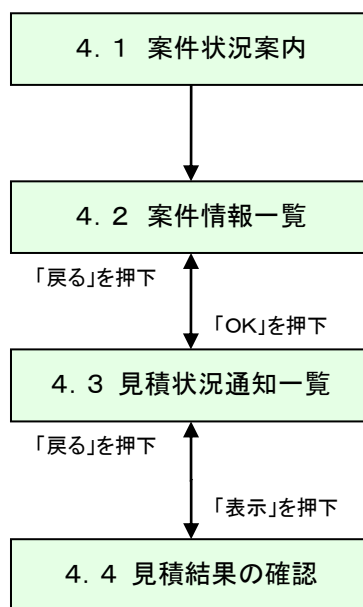 4.1 案件状況案内
4.2 案件情報一覧
「戻る」を押下
「OK」を押下
4.3 見積状況通知一覧
「戻る」を押下
「表示」を押下
4.4 見積結果の確認